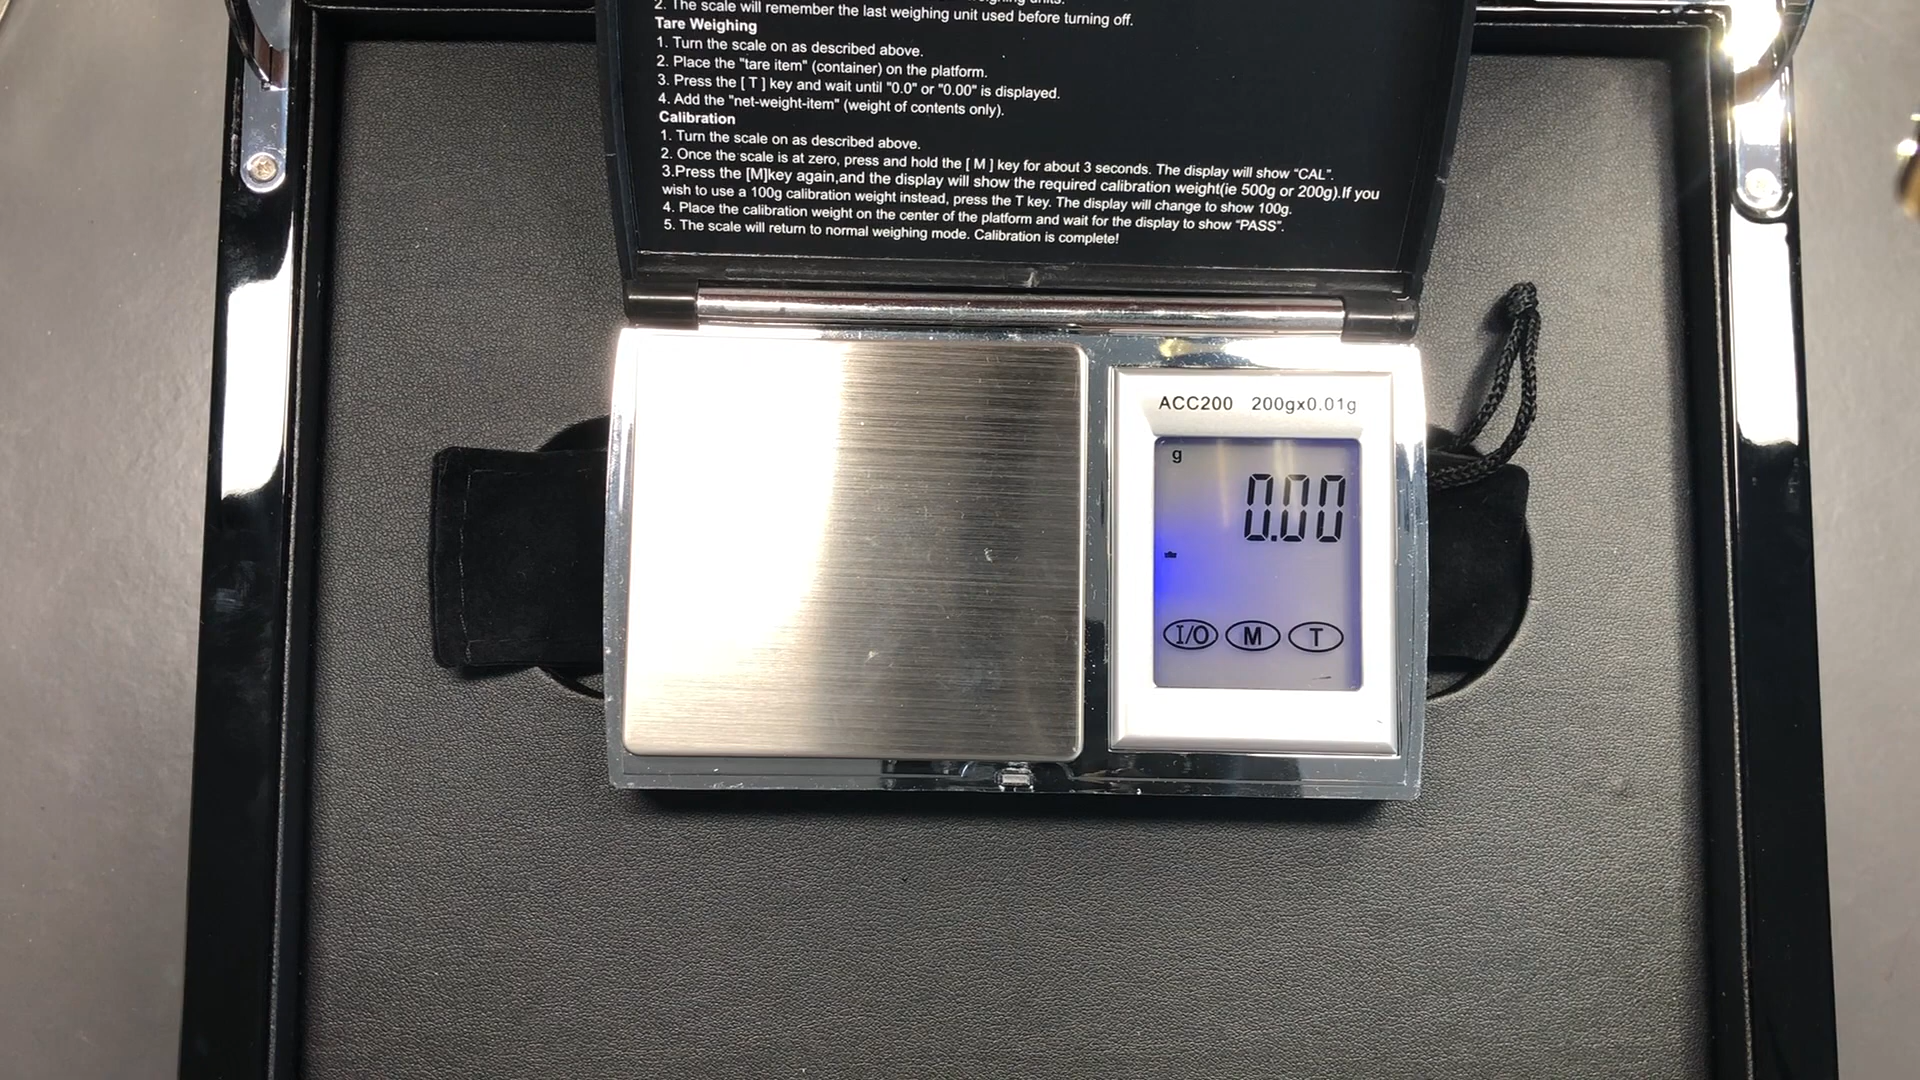 2. The scale will remember the last weighing unit used before turning off.
Tare Weighing
1. Turn the scale on as described above.
2. Place the "tare item" (container) on the platform.
3. Press the [ T ] key and wait until "0.0" or "0.00" is displayed.
4. Add the "net-weight-item" (weight of contents only).
Calibration
1. Turn the scale on as described above.
2. Once the scale is at zero, press and hold the [ M ] key for about 3 seconds. The display will show “CAL”.
3.Press the [M]key again,and the display will show the required calibration weight(ie 500g or 200g).If you
wish to use a 100g calibration weight instead, press the T key. The display will change to show 100g.
4. Place the calibration weight on the center of the platform and wait for the display to show “PASS”.
5. The scale will return to normal weighing mode. Calibration is complete!
ACC200 200gx0.01g
g
0.00
I/O M T